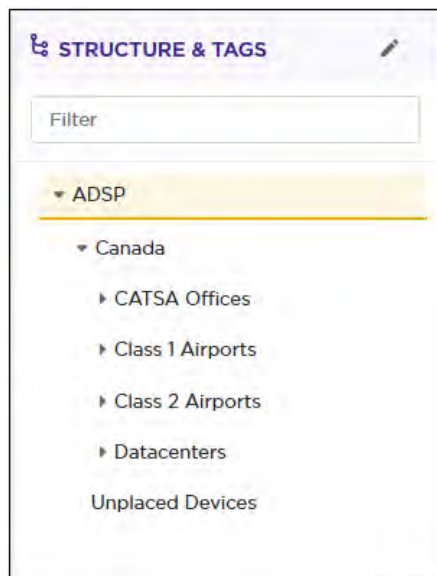 STRUCTURE & TAGS
Filter
ADSP
Canada
CATSA Offices
Class 1 Airports
Class 2 Airports
Datacenters
Unplaced Devices